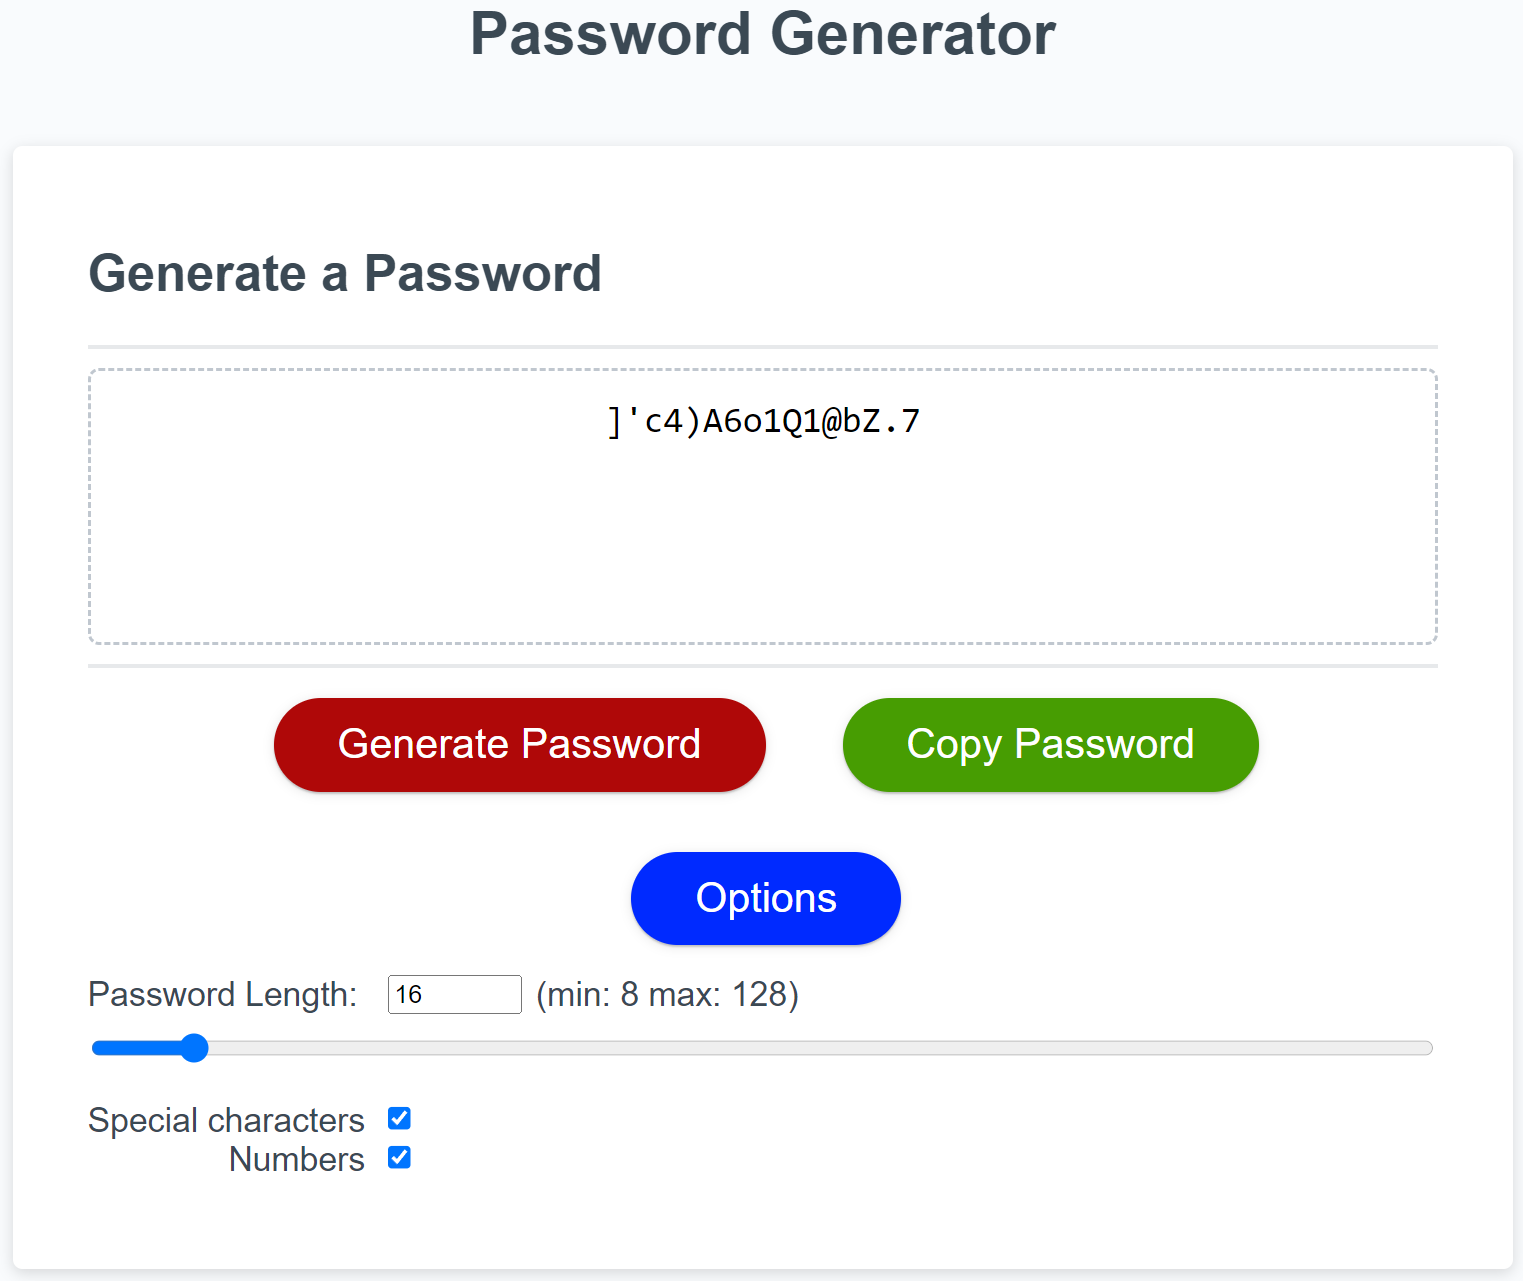 Password Generator
Generate a Password
]'c4)A6o1Q1@bZ.7
Generate Password
Copy Password
Options
Password Length: 16 (min: 8 max: 128)
Special characters
Numbers